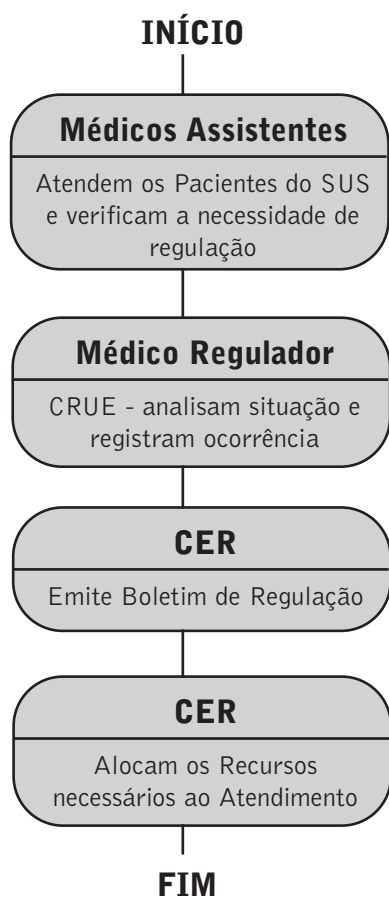 INÍCIO
Médicos Assistentes
Atendem os Pacientes do SUS
e verificam a necessidade de
regulação
Médico Regulador
CRUE - analisam situação e
registram ocorrência
CER
Emite Boletim de Regulação
CER
Alocam os Recursos
necessários ao Atendimento
FIM